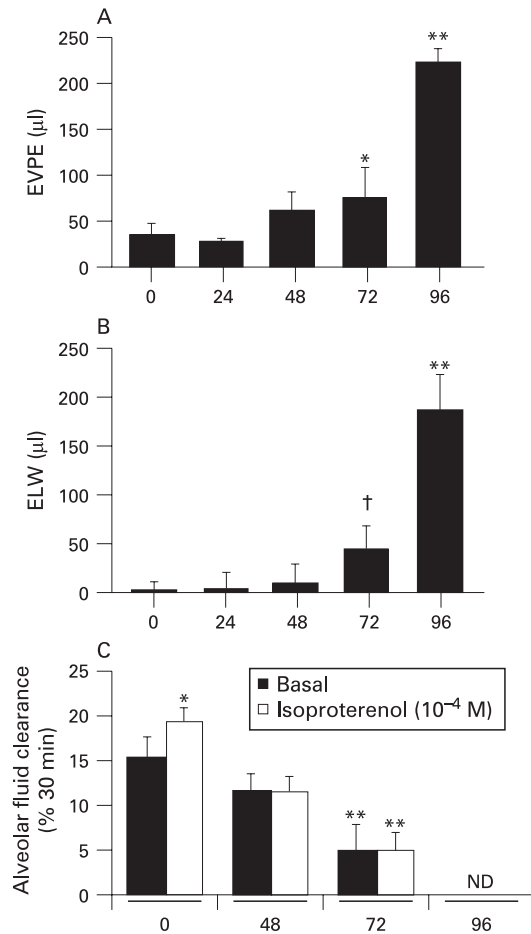 A
EVPE (μl)
250
200
150
100
50
0
*
**
0 24 48 72 96
B
ELW (μl)
250
200
150
100
50
0
†
**
0 24 48 72 96
C
Alveolar fluid clearance
(% 30 min)
25
20
15
10
5
0
Basal
Isoproterenol (10⁻⁴ M)
*
** **
ND
0 48 72 96